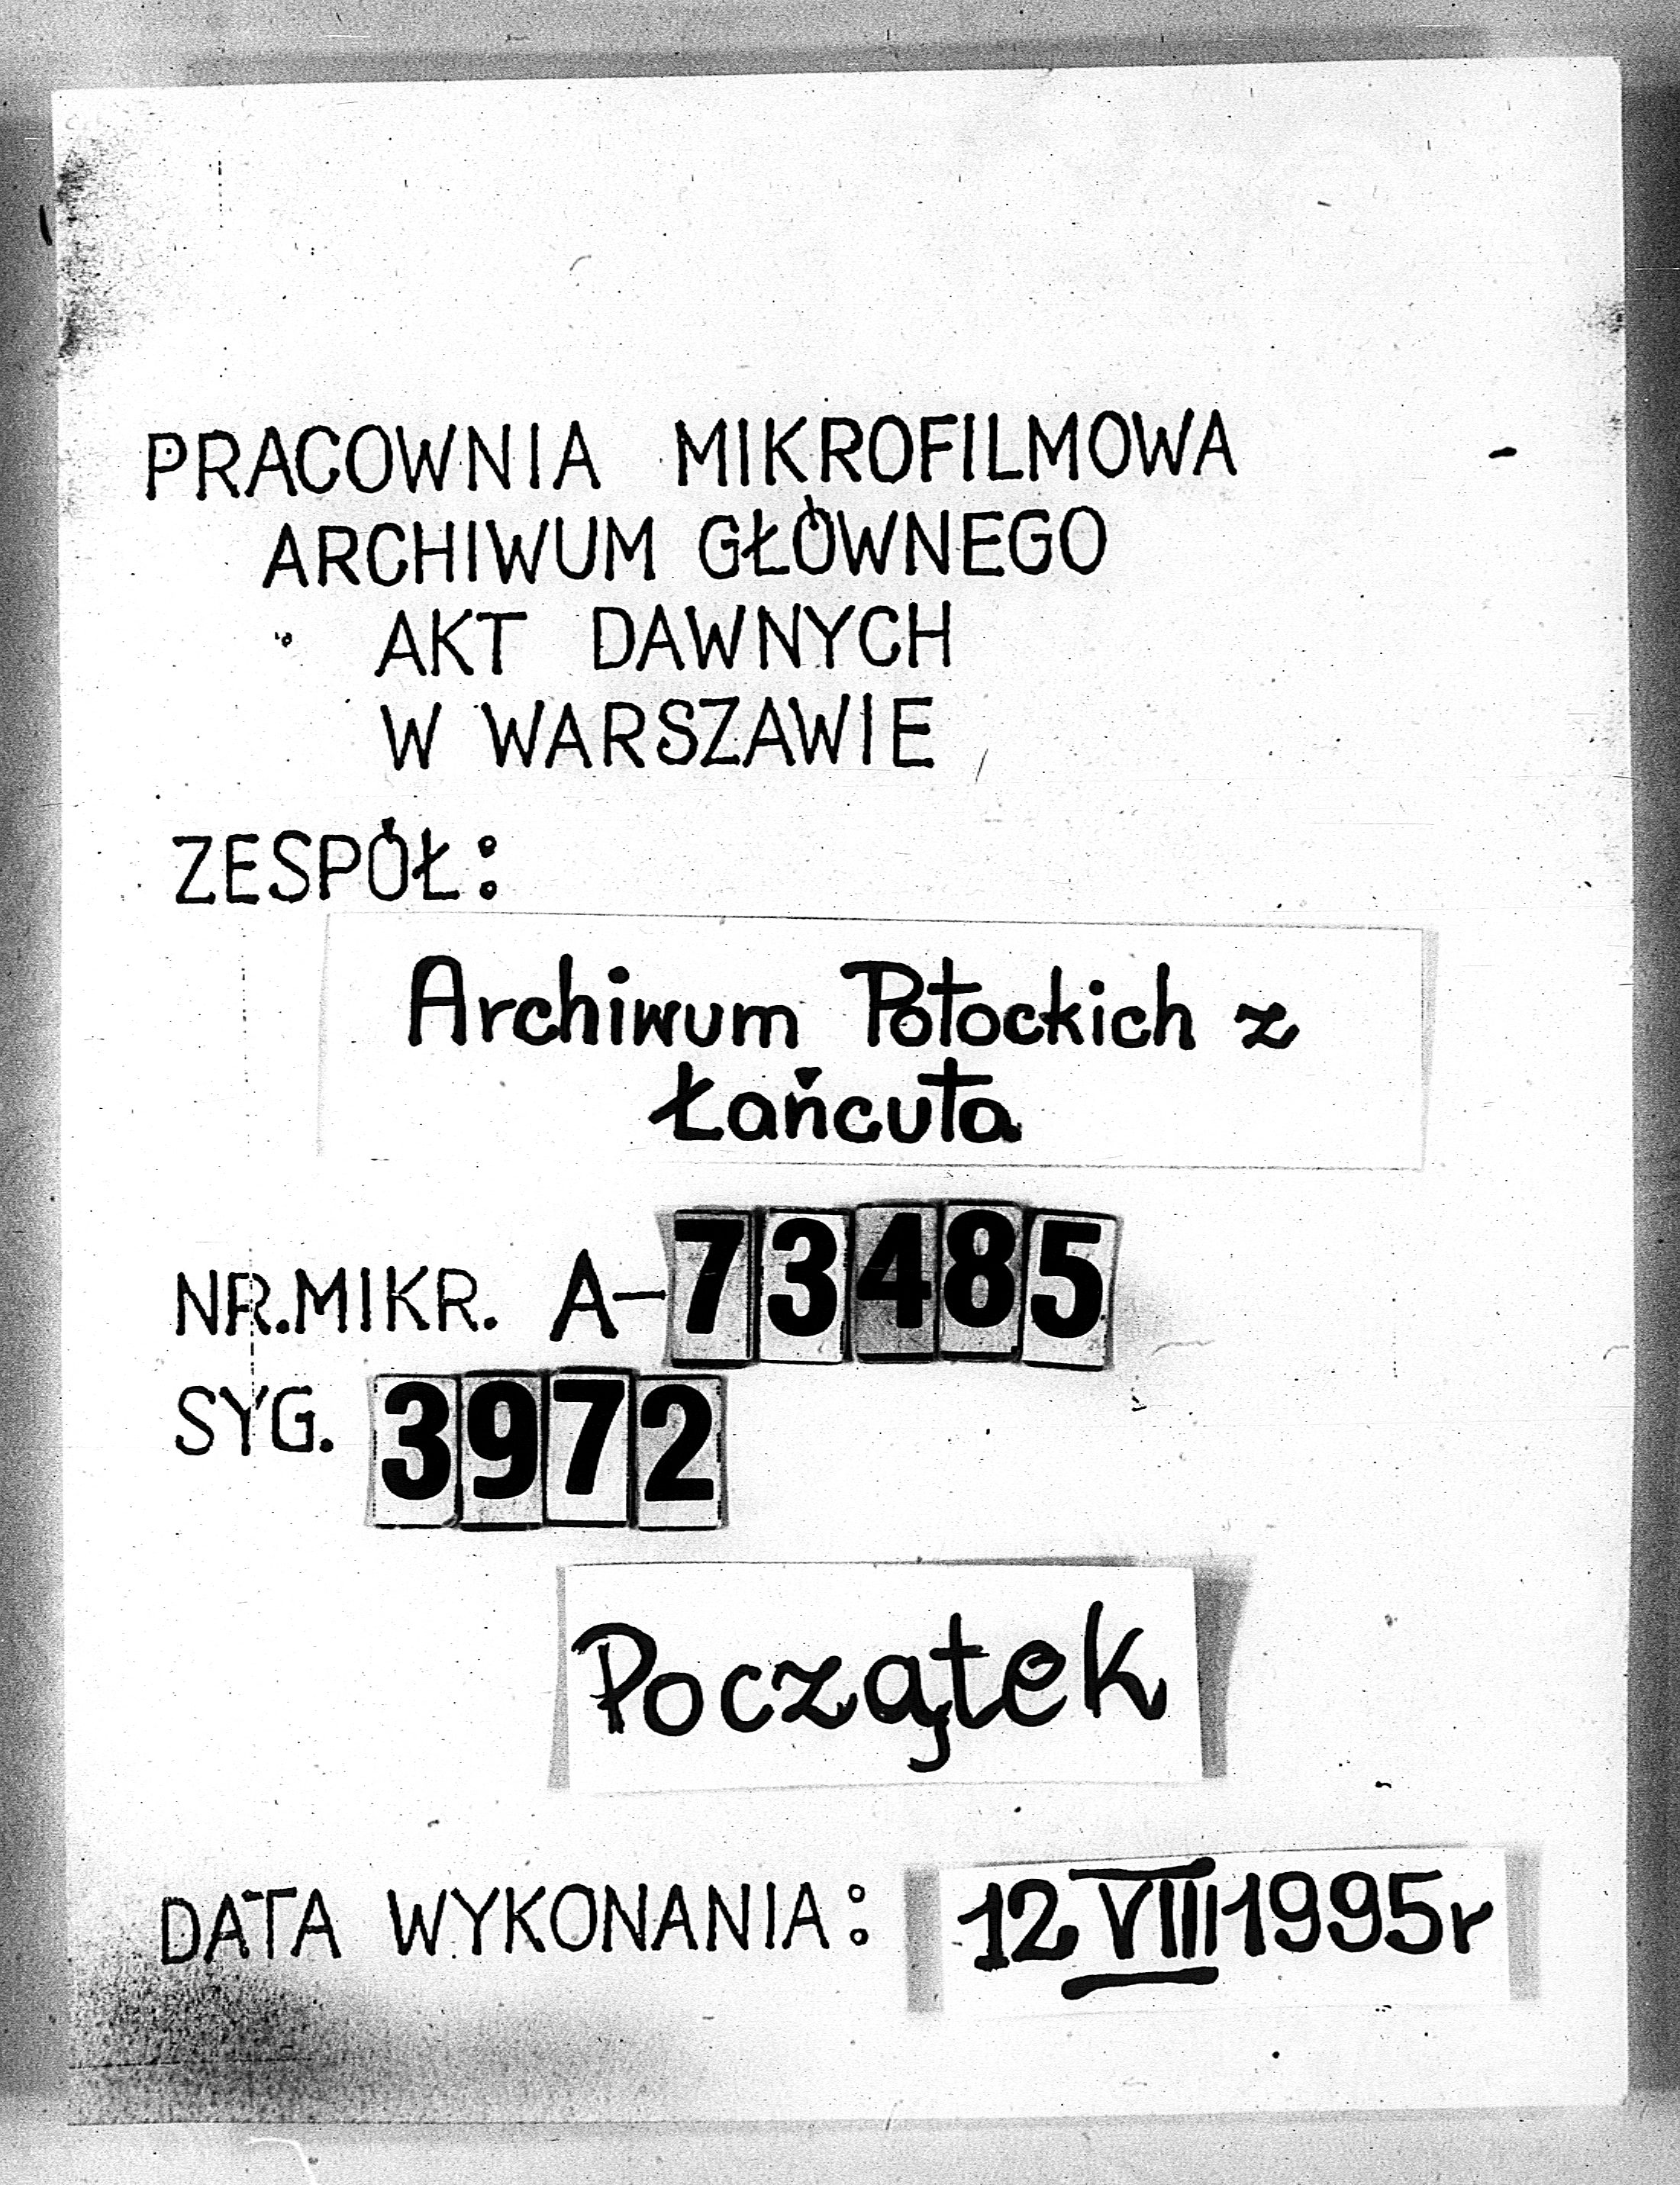 PRACOWNIA MIKROFILMOWA
ARCHIWUM GŁÓWNEGO
AKT DAWNYCH
W WARSZAWIE
ZESPÓŁ:
Archiwum Potockich z
Łańcuta
NR. MIKR. A-73485
SYG. 3972
Początek
DATA WYKONANIA: 12 VIII 1995r